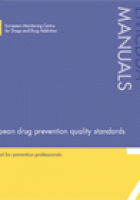 European Monitoring Centre
for Drugs and Drug Addiction
MANUALS
pean drug prevention quality standards
d for prevention professionals